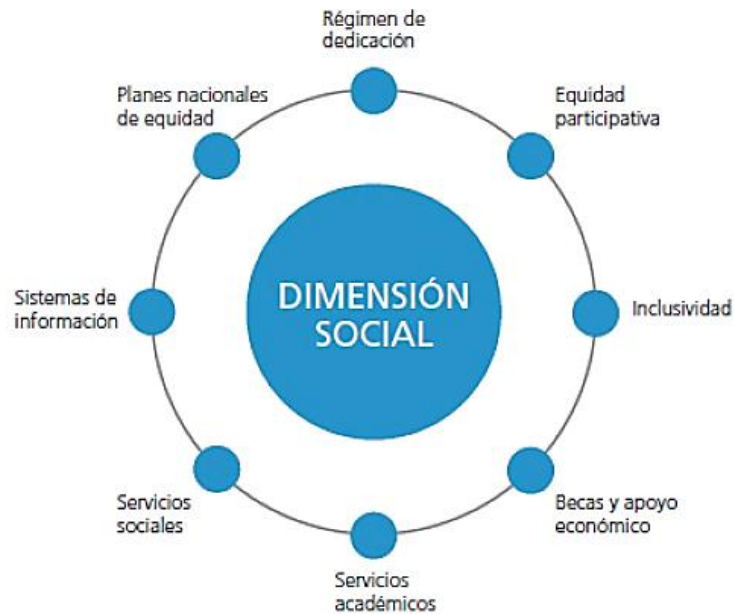 Régimen de
dedicación
Planes nacionales
de equidad
Equidad
participativa
Sistemas de
información
DIMENSIÓN
SOCIAL
Inclusividad
Servicios
sociales
Becas y apoyo
económico
Servicios
académicos